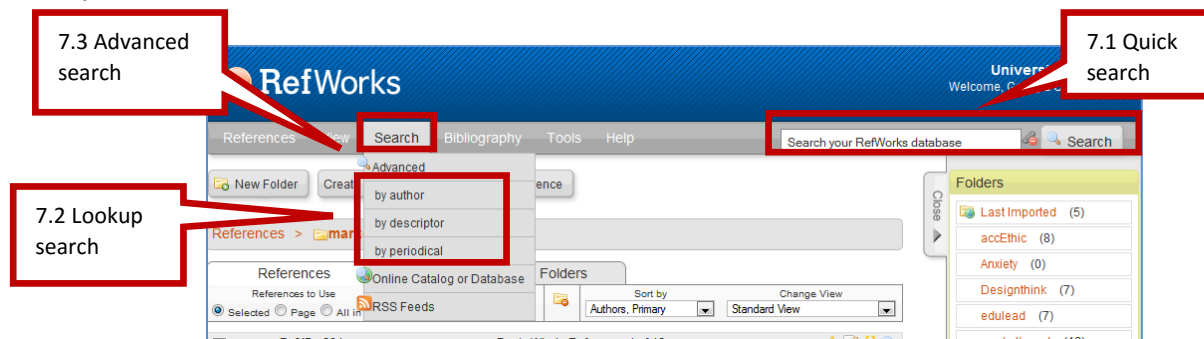 7.3 Advanced
search
7.1 Quick
search
RefWorks
Welcome,
References View Search Bibliography Tools Help
Search your RefWorks database Search
Advanced
by author
by descriptor
by periodical
Online Catalog or Database
RSS Feeds
New Folder
7.2 Lookup
search
References >
References Folders
References to Use
Selected Page All in
Sort by
Authors, Primary
Change View
Standard View
Close
Folders
Last Imported (5)
accEthic (8)
Anxiety (0)
Designthink (7)
edulead (7)